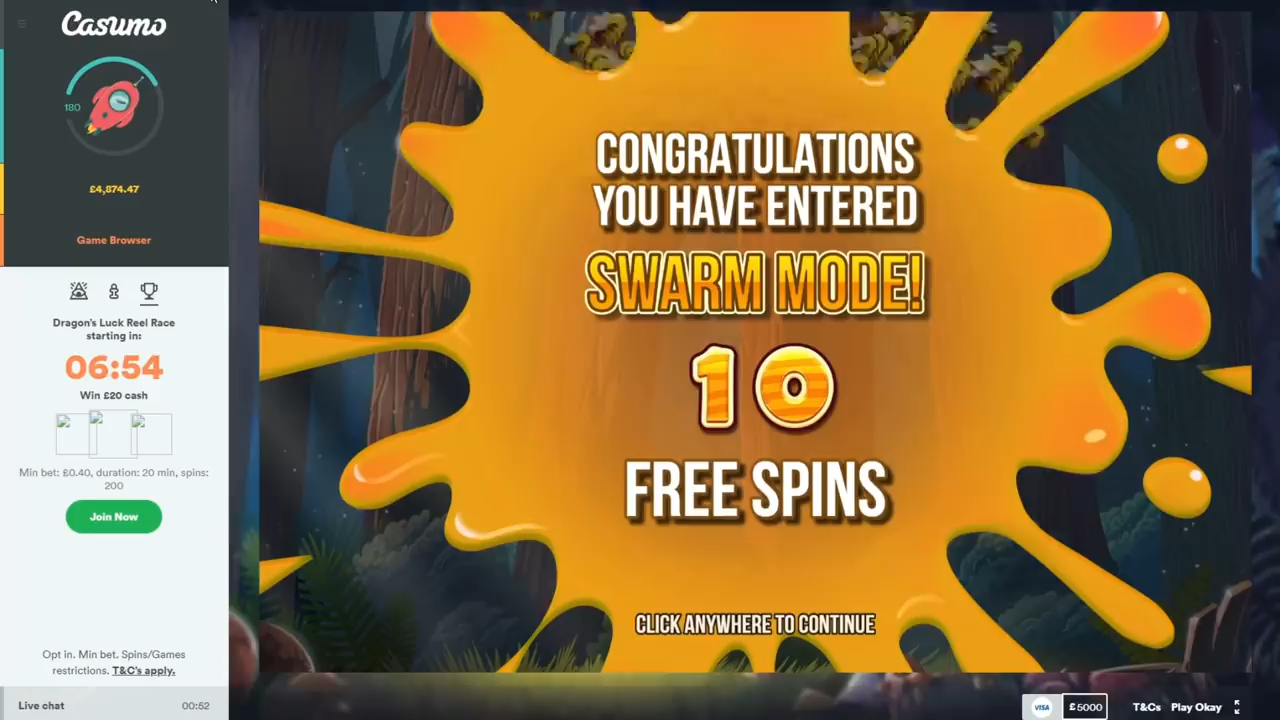 Casumo
180
£4,874.47
Game Browser
Dragon's Luck Reel Race
starting in:
06:54
Win £20 cash
Min bet: £0.40, duration: 20 min, spins:
200
Join Now
Opt in. Min bet. Spins/Games
restrictions. T&C's apply.
Live chat
00:52
CONGRATULATIONS
YOU HAVE ENTERED
SWARM MODE!
10
FREE SPINS
CLICK ANYWHERE TO CONTINUE
VISA
£5000
T&Cs
Play Okay